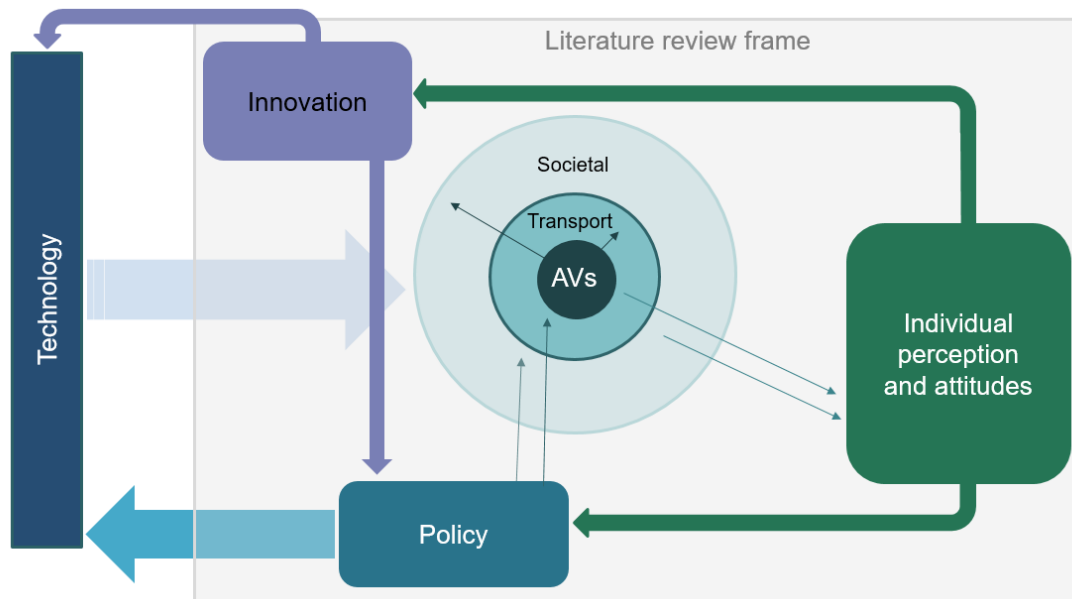 Literature review frame
Innovation
Societal
Transport
AVs
Technology
Individual
perception
and attitudes
Policy